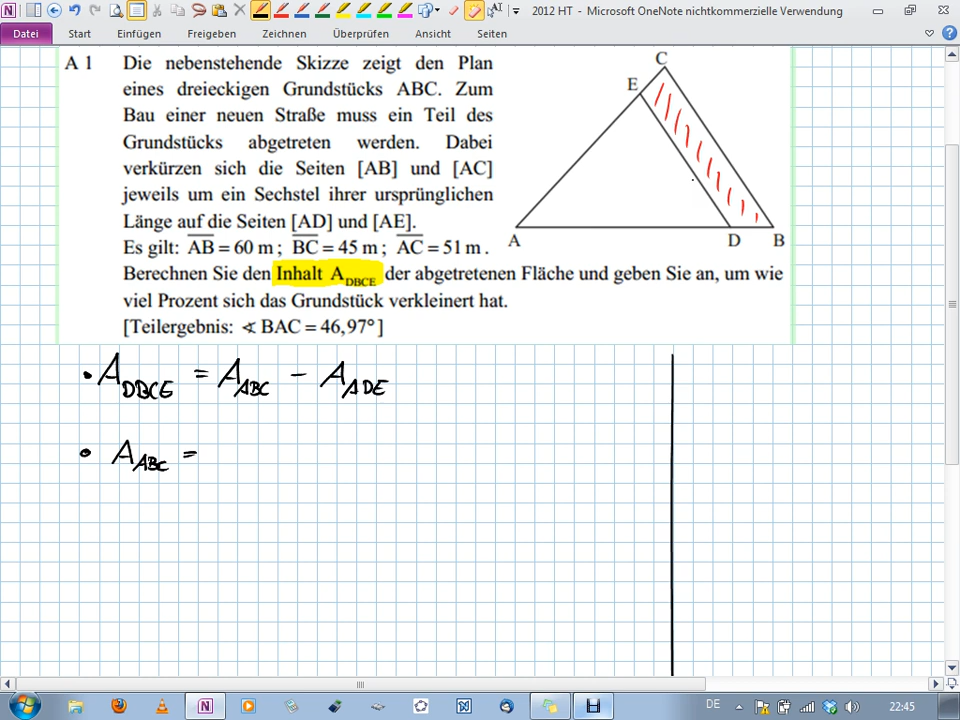 2012 HT - Microsoft OneNote nichtkommerzielle Verwendung
Datei Start Einfügen Freigeben Zeichnen Überprüfen Ansicht Seiten
A 1 Die nebenstehende Skizze zeigt den Plan
eines dreieckigen Grundstücks ABC. Zum
Bau einer neuen Straße muss ein Teil des
Grundstücks abgetreten werden. Dabei
verkürzen sich die Seiten [AB] und [AC]
jeweils um ein Sechstel ihrer ursprünglichen
Länge auf die Seiten [AD] und [AE].
Es gilt: AB = 60 m ; BC = 45 m ; AC = 51 m .
Berechnen Sie den Inhalt A_DBCE der abgetretenen Fläche und geben Sie an, um wie
viel Prozent sich das Grundstück verkleinert hat.
[Teilergebnis: ∢ BAC = 46,97° ]
C
E
A D B
• A_DBCE = A_ABC − A_ADE
• A_ABC =
DE 22:45